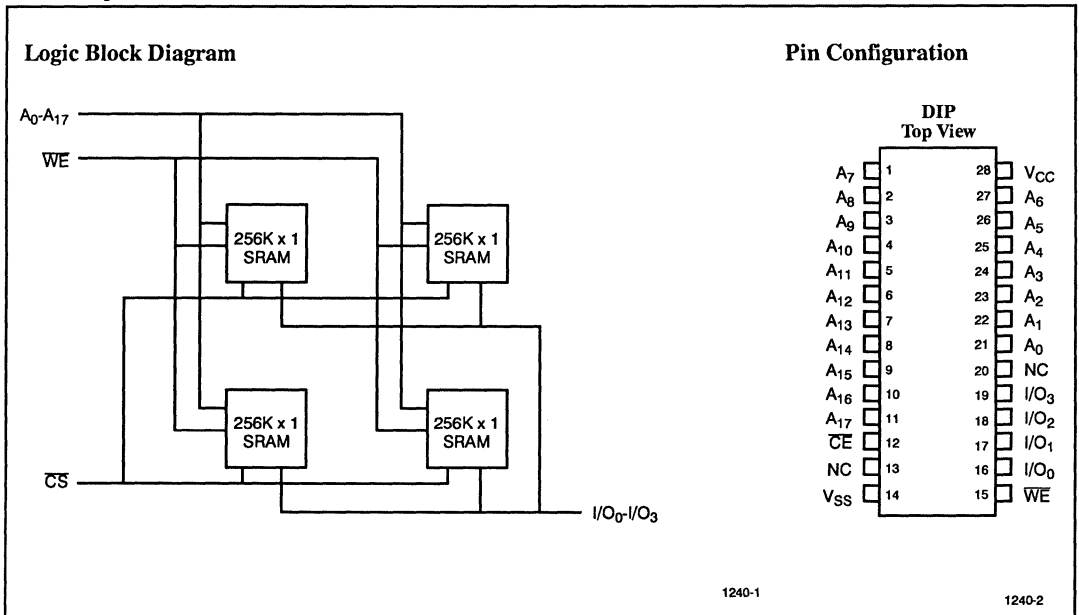 Logic Block Diagram
A0-A17
W̅E̅
256K x 1
SRAM
256K x 1
SRAM
256K x 1
SRAM
256K x 1
SRAM
C̅S̅
I/O0-I/O3
1240-1
Pin Configuration
DIP
Top View
A7 1 28 VCC
A8 2 27 A6
A9 3 26 A5
A10 4 25 A4
A11 5 24 A3
A12 6 23 A2
A13 7 22 A1
A14 8 21 A0
A15 9 20 NC
A16 10 19 I/O3
A17 11 18 I/O2
C̅E̅ 12 17 I/O1
NC 13 16 I/O0
VSS 14 15 W̅E̅
1240-2